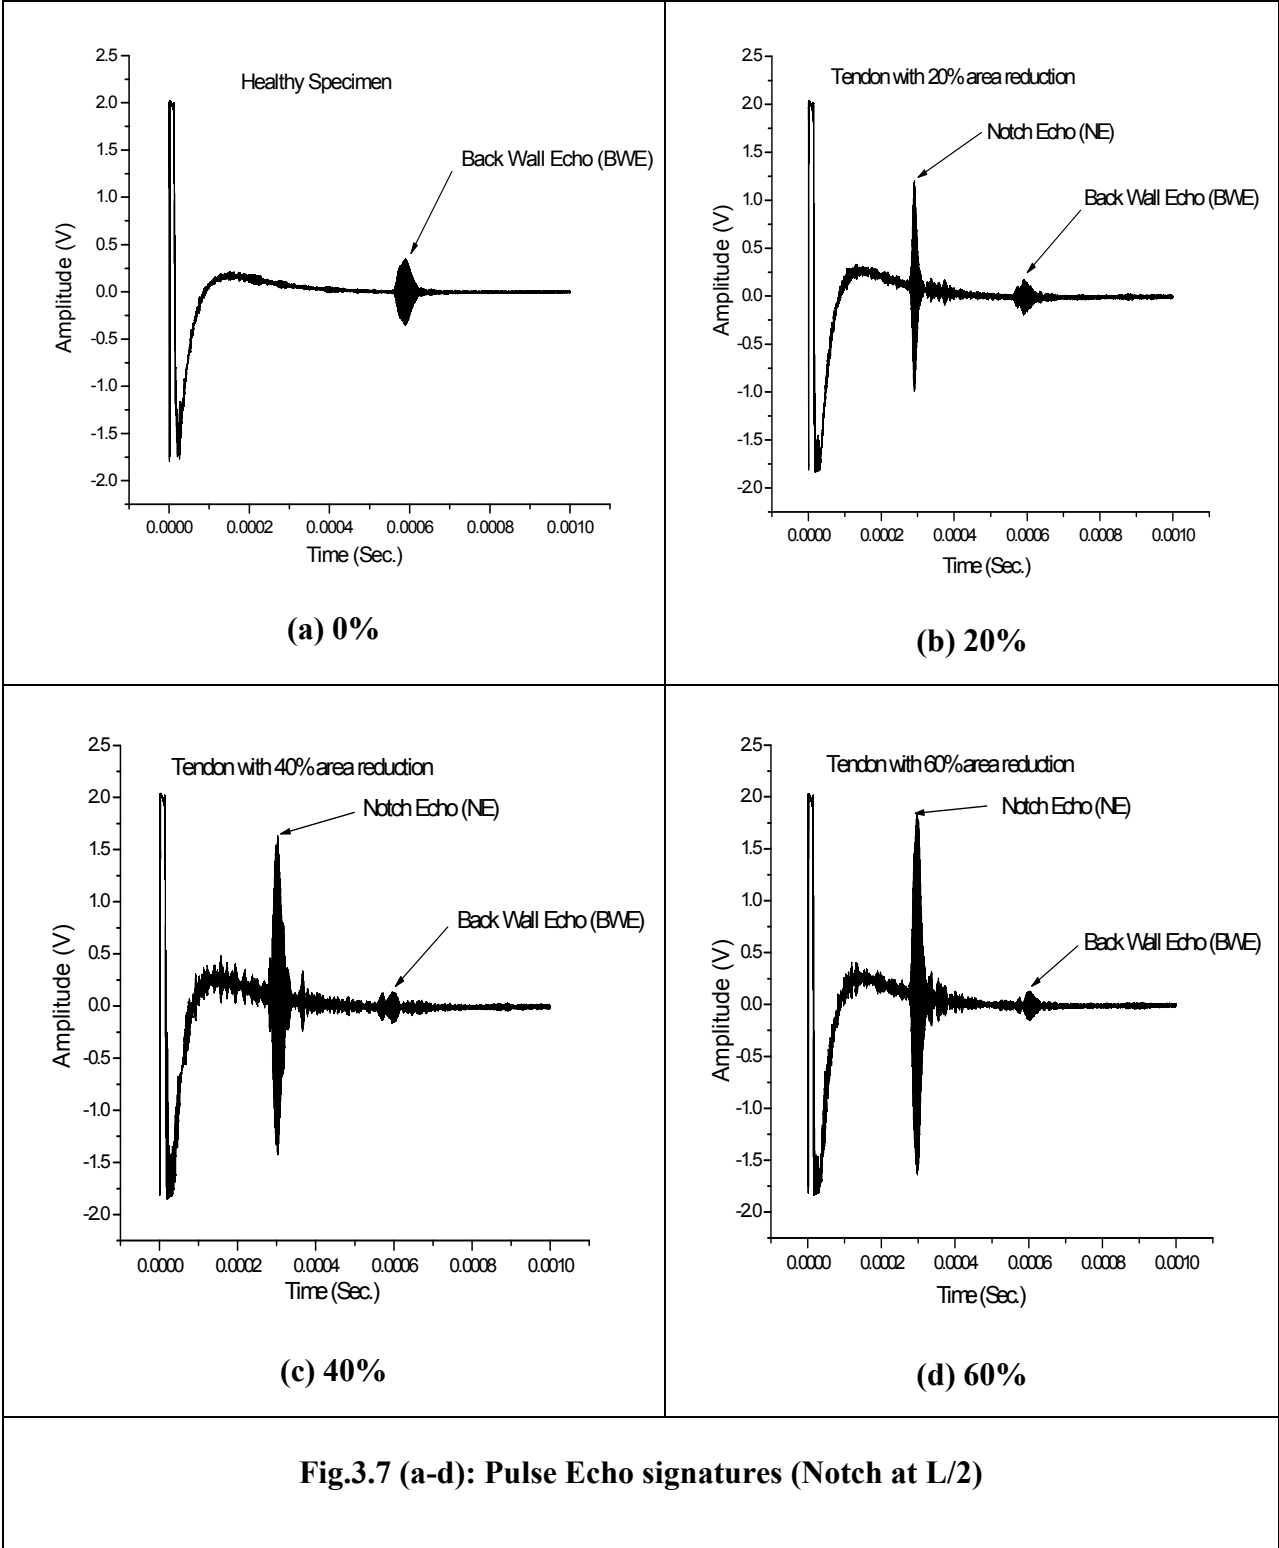 Healthy Specimen
Back Wall Echo (BWE)
2.5
2.0
1.5
1.0
0.5
0.0
-0.5
-1.0
-1.5
-2.0
Amplitude (V)
0.0000 0.0002 0.0004 0.0006 0.0008 0.0010
Time (Sec.)
(a) 0%
Tendon with 20% area reduction
Notch Echo (NE)
Back Wall Echo (BWE)
2.5
2.0
1.5
1.0
0.5
0.0
-0.5
-1.0
-1.5
-2.0
Amplitude (V)
0.0000 0.0002 0.0004 0.0006 0.0008 0.0010
Time (Sec.)
(b) 20%
Tendon with 40% area reduction
Notch Echo (NE)
Back Wall Echo (BWE)
2.5
2.0
1.5
1.0
0.5
0.0
-0.5
-1.0
-1.5
-2.0
Amplitude (V)
0.0000 0.0002 0.0004 0.0006 0.0008 0.0010
Time (Sec.)
(c) 40%
Tendon with 60% area reduction
Notch Echo (NE)
Back Wall Echo (BWE)
2.5
2.0
1.5
1.0
0.5
0.0
-0.5
-1.0
-1.5
-2.0
Amplitude (V)
0.0000 0.0002 0.0004 0.0006 0.0008 0.0010
Time (Sec.)
(d) 60%
Fig.3.7 (a-d): Pulse Echo signatures (Notch at L/2)